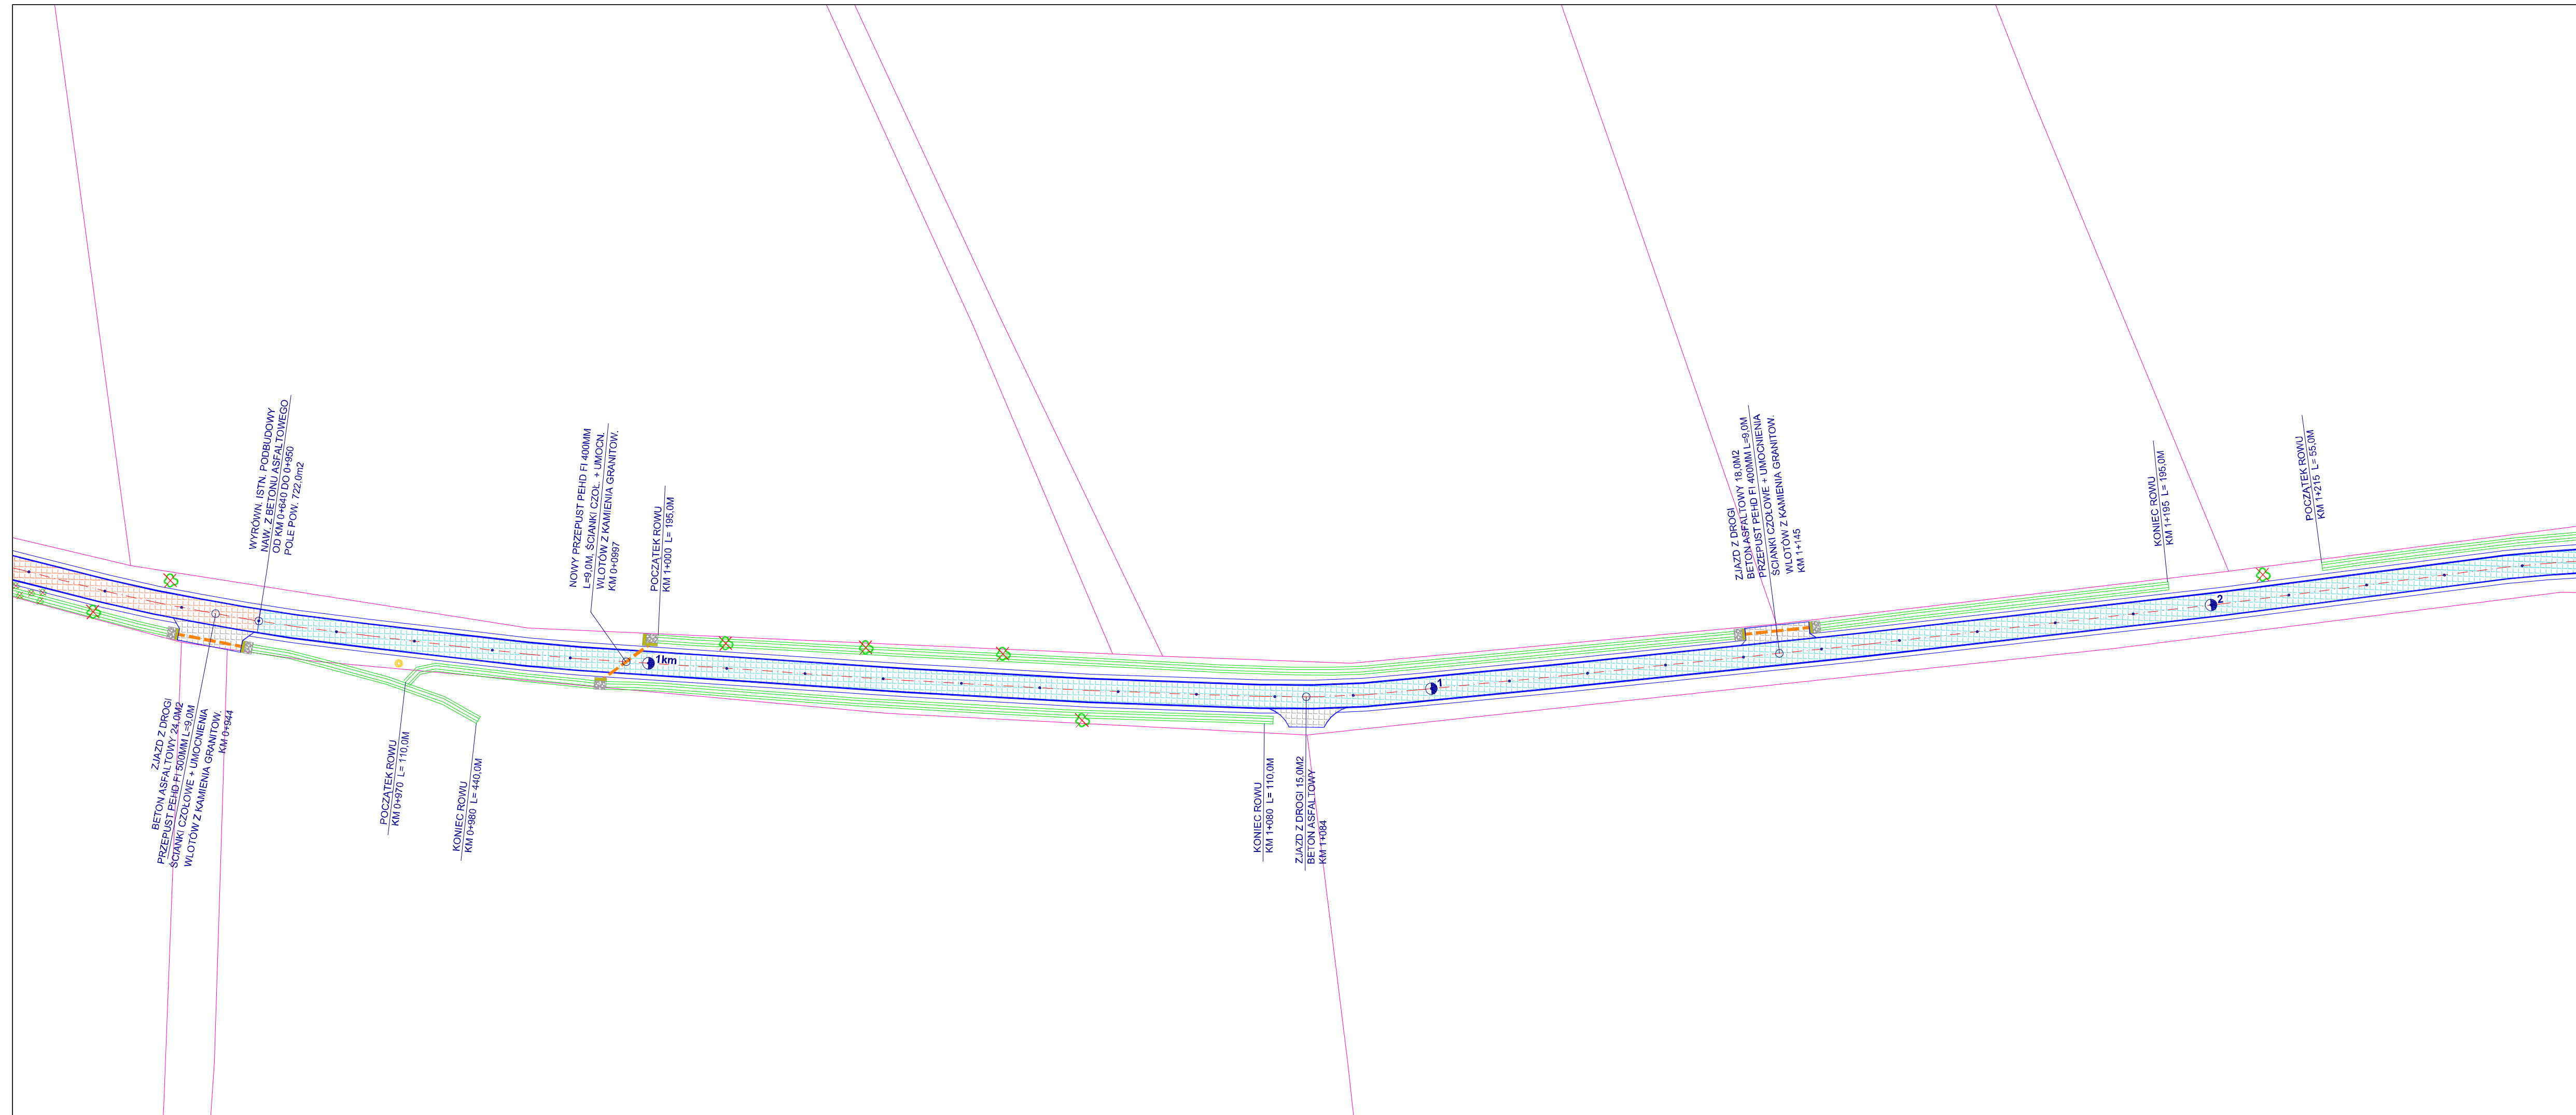 WYRÓWN. ISTN. PODBUDOWY
NAW. Z BETONU ASFALTOWEGO
OD KM 0+640 DO 0+950
POLE POW. 722,0m2
ZJAZD Z DROGI
BETON ASFALTOWY 24,0M2
PRZEPUST PEHD FI 500MM L=9,0M
ŚCIANKI CZOŁOWE + UMOCNIENIA
WLOTÓW Z KAMIENIA GRANITOW.
KM 0+944
POCZĄTEK ROWU
KM 0+970 L= 110,0M
KONIEC ROWU
KM 0+980 L= 440,0M
NOWY PRZEPUST PEHD FI 400MM
L=9,0M, ŚCIANKI CZOŁ. + UMOCN.
WLOTÓW Z KAMIENIA GRANITOW.
KM 0+0997
POCZĄTEK ROWU
KM 1+000 L= 195,0M
1km
KONIEC ROWU
KM 1+080 L= 110,0M
ZJAZD Z DROGI 15,0M2
BETON ASFALTOWY
KM 1+084
1
ZJAZD Z DROGI
BETON ASFALTOWY 18,0M2
PRZEPUST PEHD FI 400MM L=9,0M
ŚCIANKI CZOŁOWE + UMOCNIENIA
WLOTÓW Z KAMIENIA GRANITOW.
KM 1+145
KONIEC ROWU
KM 1+195 L= 195,0M
2
POCZĄTEK ROWU
KM 1+215 L= 55,0M